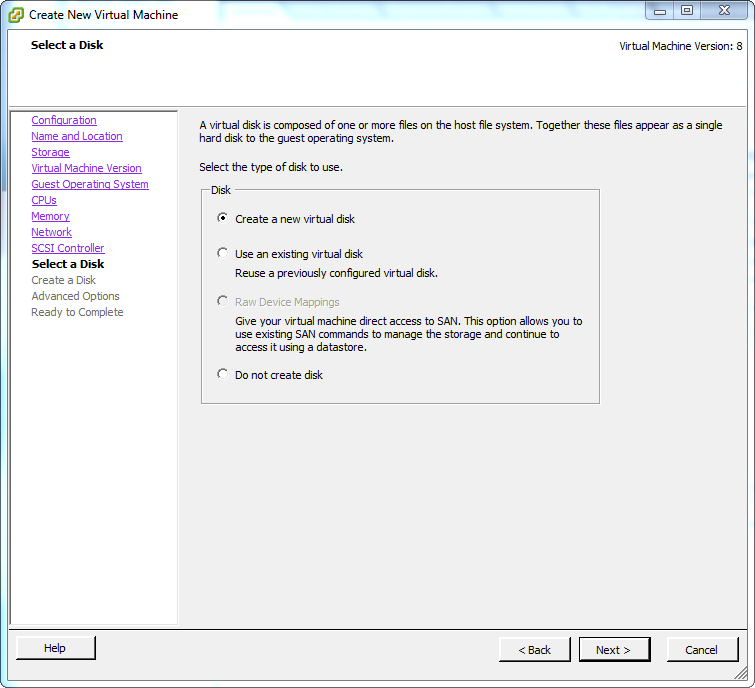 Create New Virtual Machine
Select a Disk
Virtual Machine Version: 8
Configuration
Name and Location
Storage
Virtual Machine Version
Guest Operating System
CPUs
Memory
Network
SCSI Controller
Select a Disk
Create a Disk
Advanced Options
Ready to Complete
A virtual disk is composed of one or more files on the host file system. Together these files appear as a single
hard disk to the guest operating system.
Select the type of disk to use.
Disk
Create a new virtual disk
Use an existing virtual disk
Reuse a previously configured virtual disk.
Raw Device Mappings
Give your virtual machine direct access to SAN. This option allows you to
use existing SAN commands to manage the storage and continue to
access it using a datastore.
Do not create disk
Help
< Back
Next >
Cancel